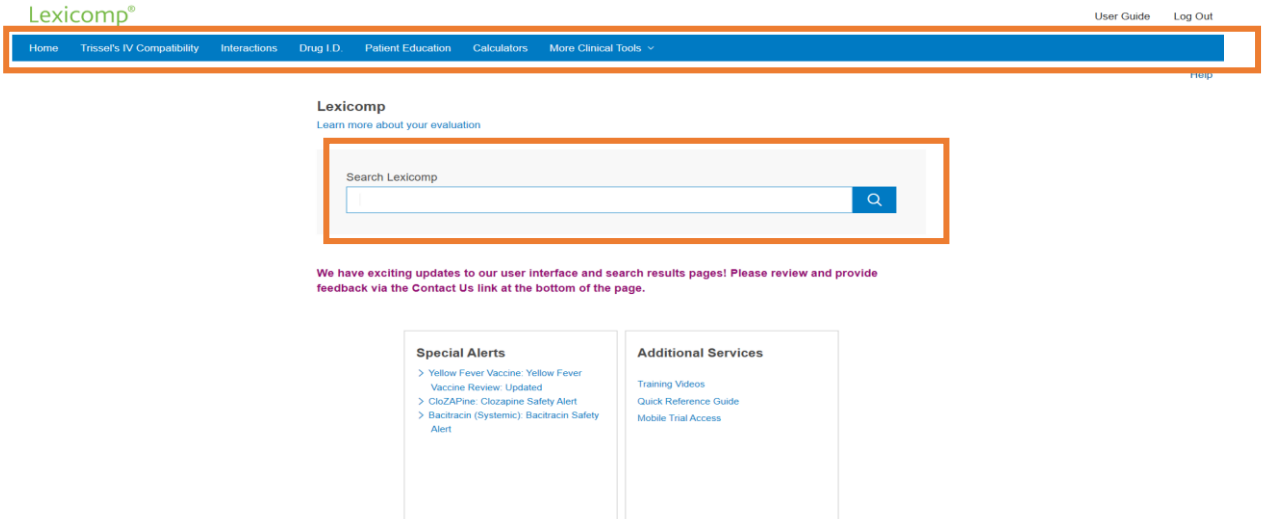 Lexicomp®
User Guide Log Out
Home Trissel's IV Compatibility Interactions Drug I.D. Patient Education Calculators More Clinical Tools
Help
Lexicomp
Learn more about your evaluation
Search Lexicomp
We have exciting updates to our user interface and search results pages! Please review and provide
feedback via the Contact Us link at the bottom of the page.
Special Alerts
Yellow Fever Vaccine: Yellow Fever
Vaccine Review: Updated
CloZAPine: Clozapine Safety Alert
Bacitracin (Systemic): Bacitracin Safety
Alert
Additional Services
Training Videos
Quick Reference Guide
Mobile Trial Access